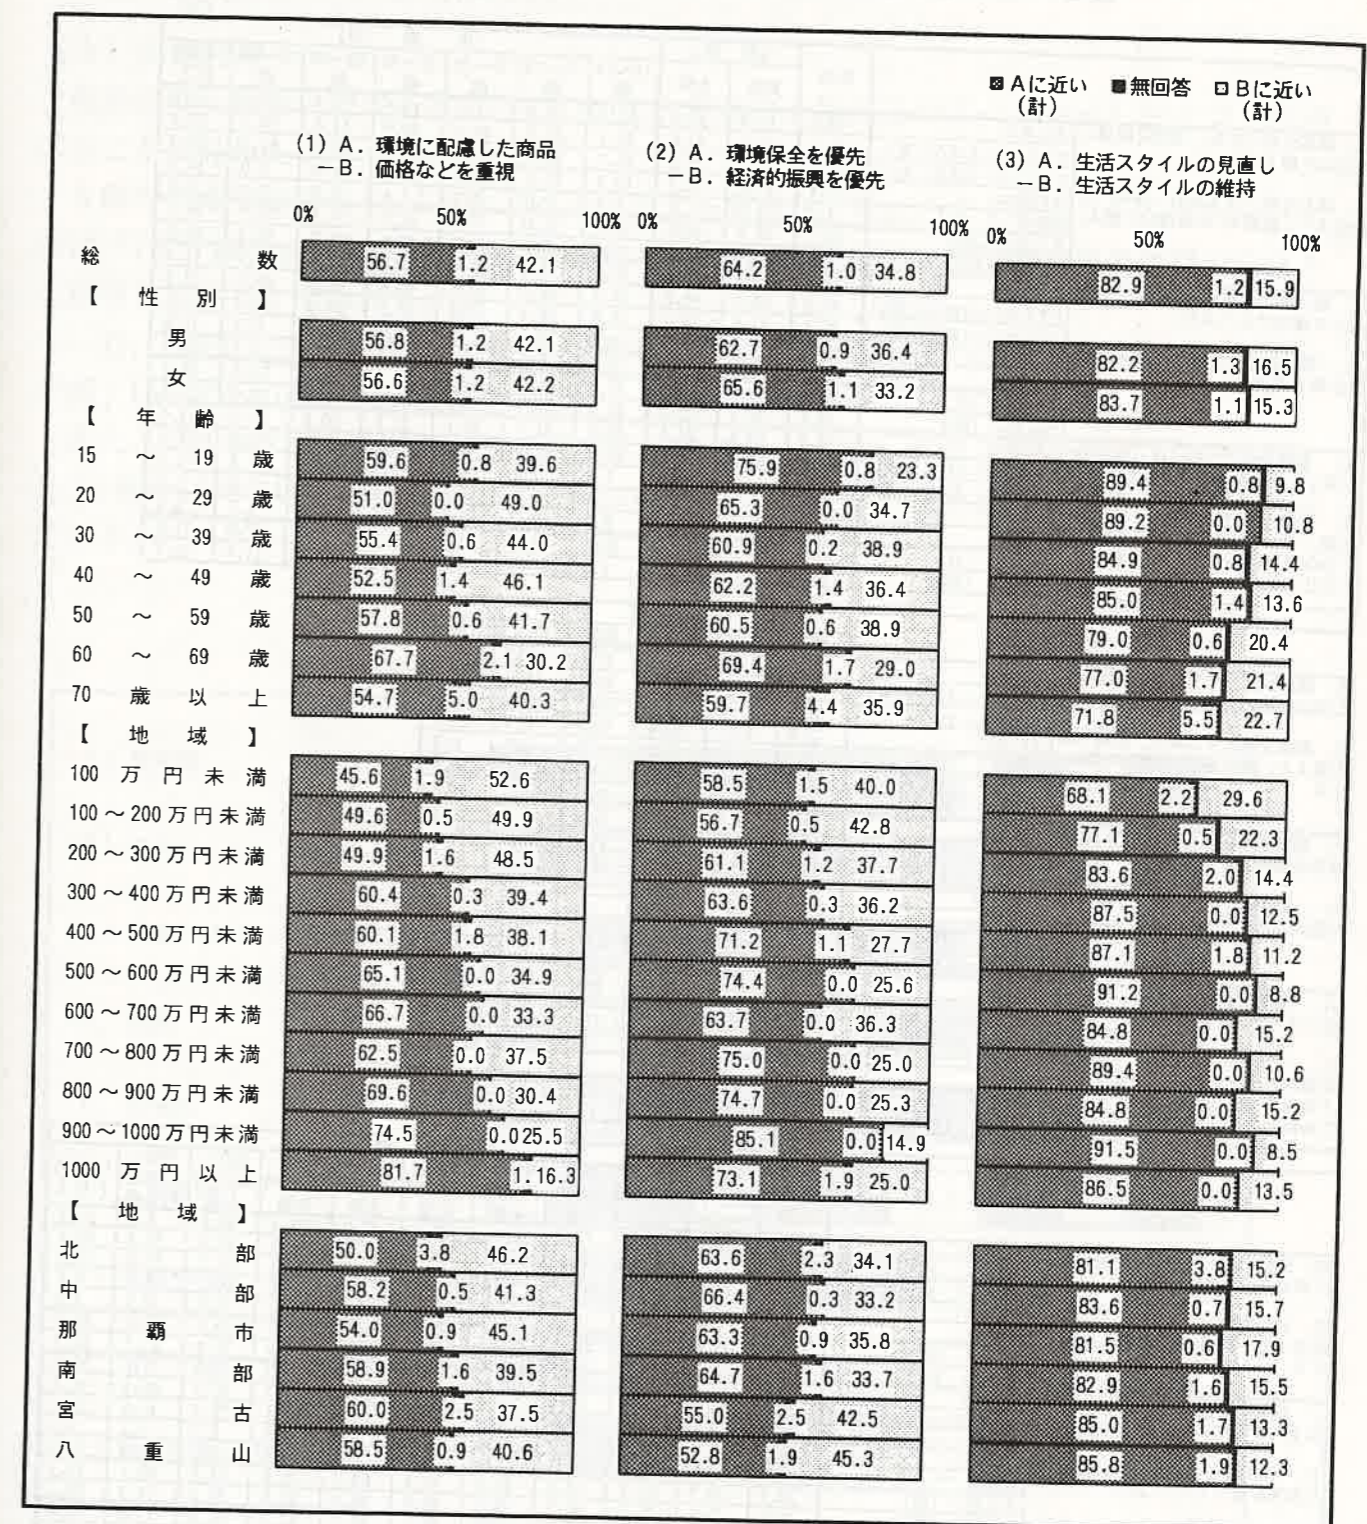 Aに近い(計) 無回答 Bに近い(計)
(1) A. 環境に配慮した商品
－B. 価格などを重視
(2) A. 環境保全を優先
－B. 経済的振興を優先
(3) A. 生活スタイルの見直し
－B. 生活スタイルの維持
0% 50% 100% 0% 50% 100% 0% 50% 100%
総数 56.7 1.2 42.1 64.2 1.0 34.8 82.9 1.2 15.9
【性別】
男 56.8 1.2 42.1 62.7 0.9 36.4 82.2 1.3 16.5
女 56.6 1.2 42.2 65.6 1.1 33.2 83.7 1.1 15.3
【年齢】
15～19歳 59.6 0.8 39.6 75.9 0.8 23.3 89.4 0.8 9.8
20～29歳 51.0 0.0 49.0 65.3 0.0 34.7 89.2 0.0 10.8
30～39歳 55.4 0.6 44.0 60.9 0.2 38.9 84.9 0.8 14.4
40～49歳 52.5 1.4 46.1 62.2 1.4 36.4 85.0 1.4 13.6
50～59歳 57.8 0.6 41.7 60.5 0.6 38.9 79.0 0.6 20.4
60～69歳 67.7 2.1 30.2 69.4 1.7 29.0 77.0 1.7 21.4
70歳以上 54.7 5.0 40.3 59.7 4.4 35.9 71.8 5.5 22.7
【地域】
100万円未満 45.6 1.9 52.6 58.5 1.5 40.0 68.1 2.2 29.6
100～200万円未満 49.6 0.5 49.9 56.7 0.5 42.8 77.1 0.5 22.3
200～300万円未満 49.9 1.6 48.5 61.1 1.2 37.7 83.6 2.0 14.4
300～400万円未満 60.4 0.3 39.4 63.6 0.3 36.2 87.5 0.0 12.5
400～500万円未満 60.1 1.8 38.1 71.2 1.1 27.7 87.1 1.8 11.2
500～600万円未満 65.1 0.0 34.9 74.4 0.0 25.6 91.2 0.0 8.8
600～700万円未満 66.7 0.0 33.3 63.7 0.0 36.3 84.8 0.0 15.2
700～800万円未満 62.5 0.0 37.5 75.0 0.0 25.0 89.4 0.0 10.6
800～900万円未満 69.6 0.0 30.4 74.7 0.0 25.3 84.8 0.0 15.2
900～1000万円未満 74.5 0.0 25.5 85.1 0.0 14.9 91.5 0.0 8.5
1000万円以上 81.7 1. 16.3 73.1 1.9 25.0 86.5 0.0 13.5
【地域】
北部 50.0 3.8 46.2 63.6 2.3 34.1 81.1 3.8 15.2
中部 58.2 0.5 41.3 66.4 0.3 33.2 83.6 0.7 15.7
那覇市 54.0 0.9 45.1 63.3 0.9 35.8 81.5 0.6 17.9
南部 58.9 1.6 39.5 64.7 1.6 33.7 82.9 1.6 15.5
宮古 60.0 2.5 37.5 55.0 2.5 42.5 85.0 1.7 13.3
八重山 58.5 0.9 40.6 52.8 1.9 45.3 85.8 1.9 12.3